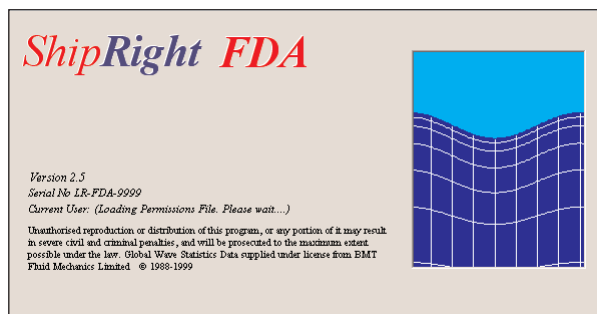 ShipRight FDA
Version 2.5
Serial No LR-FDA-9999
Current User: (Loading Permissions File. Please wait....)
Unauthorised reproduction or distribution of this program, or any portion of it may result
in severe civil and criminal penalties, and will be prosecuted to the maximum extent
possible under the law. Global Wave Statistics Data supplied under license from BMT
Fluid Mechanics Limited © 1988-1999